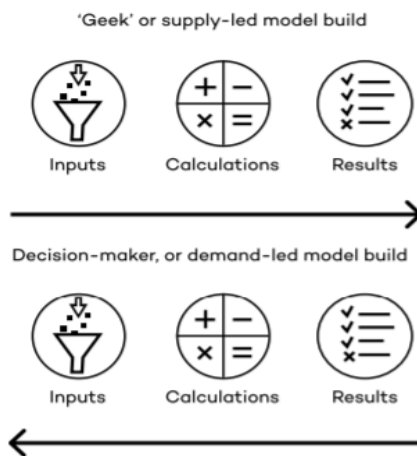 ‘Geek’ or supply-led model build
Inputs Calculations Results
Decision-maker, or demand-led model build
Inputs Calculations Results